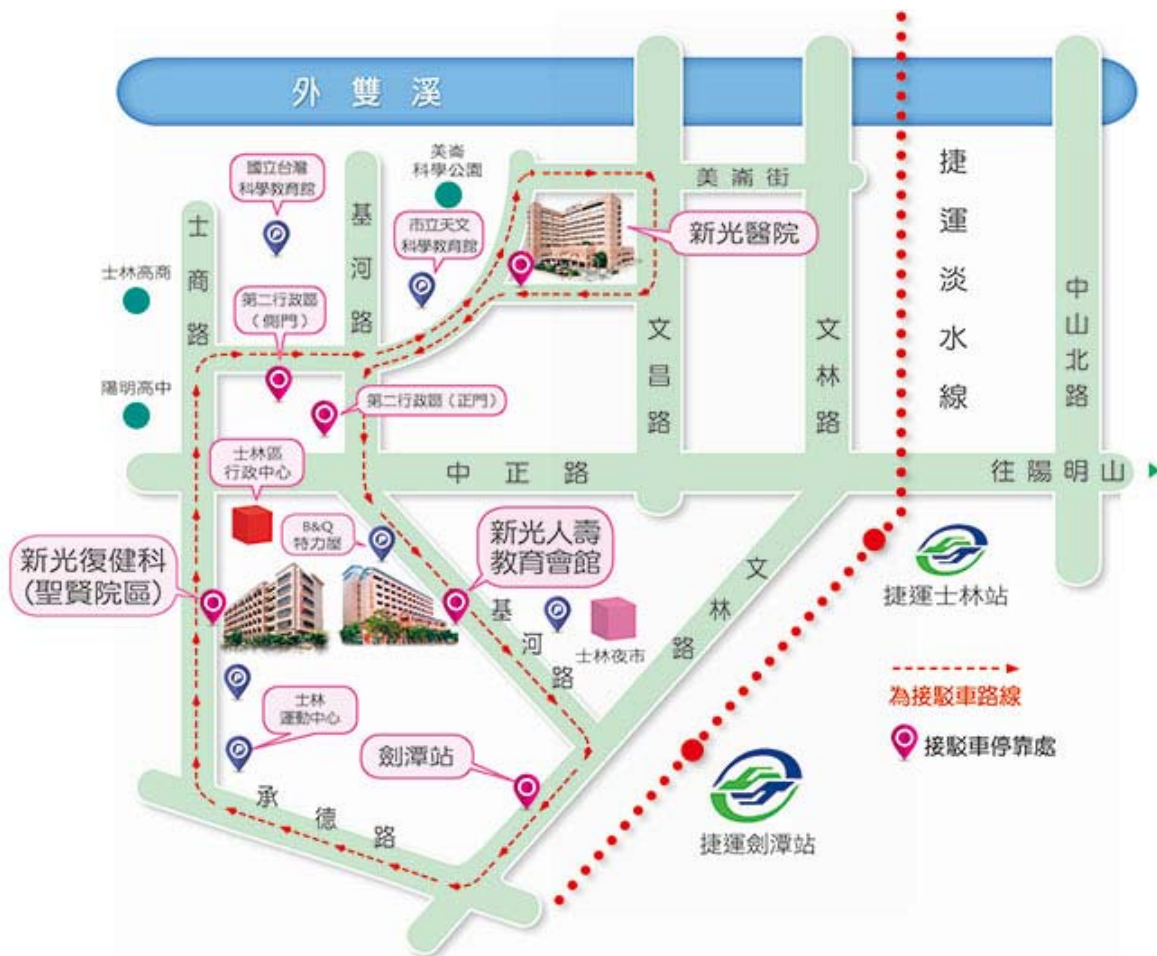 外雙溪
國立台灣
科學教育館
美崙
科學公園
市立天文
科學教育館
基河路
士商路
士林高商
第二行政區
(側門)
陽明高中
第二行政區(正門)
美崙街
新光醫院
文昌路
文林路
捷運淡水線
中山北路
中正路
往陽明山
士林區
行政中心
B&Q
特力屋
新光復健科
(聖賢院區)
新光人壽
教育會館
基河路
士林夜市
文林路
捷運士林站
士林
運動中心
劍潭站
承德路
捷運劍潭站
為接駁車路線
接駁車停靠處